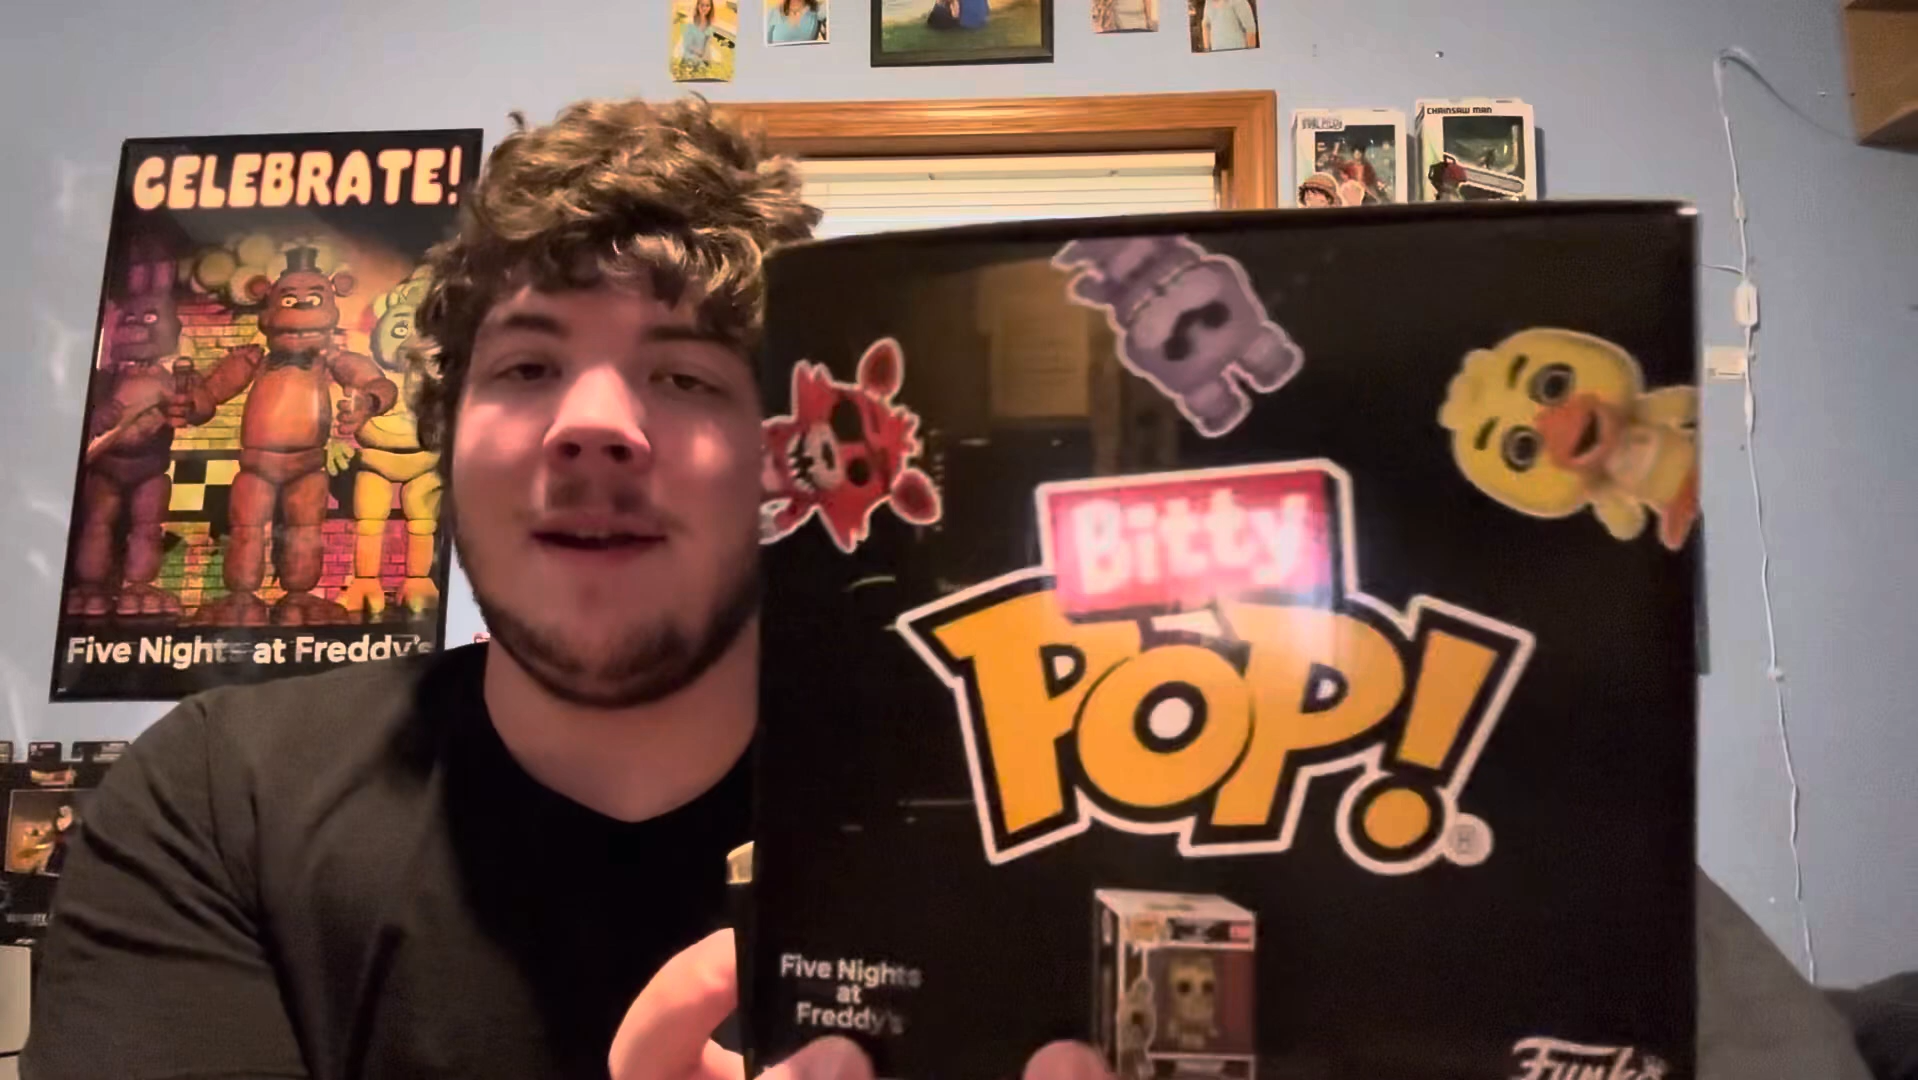 CELEBRATE!
Five Nights at Freddy's
CHAINSAW MAN
Bitty
POP!
®
Five Nights
at
Freddy's
Funko